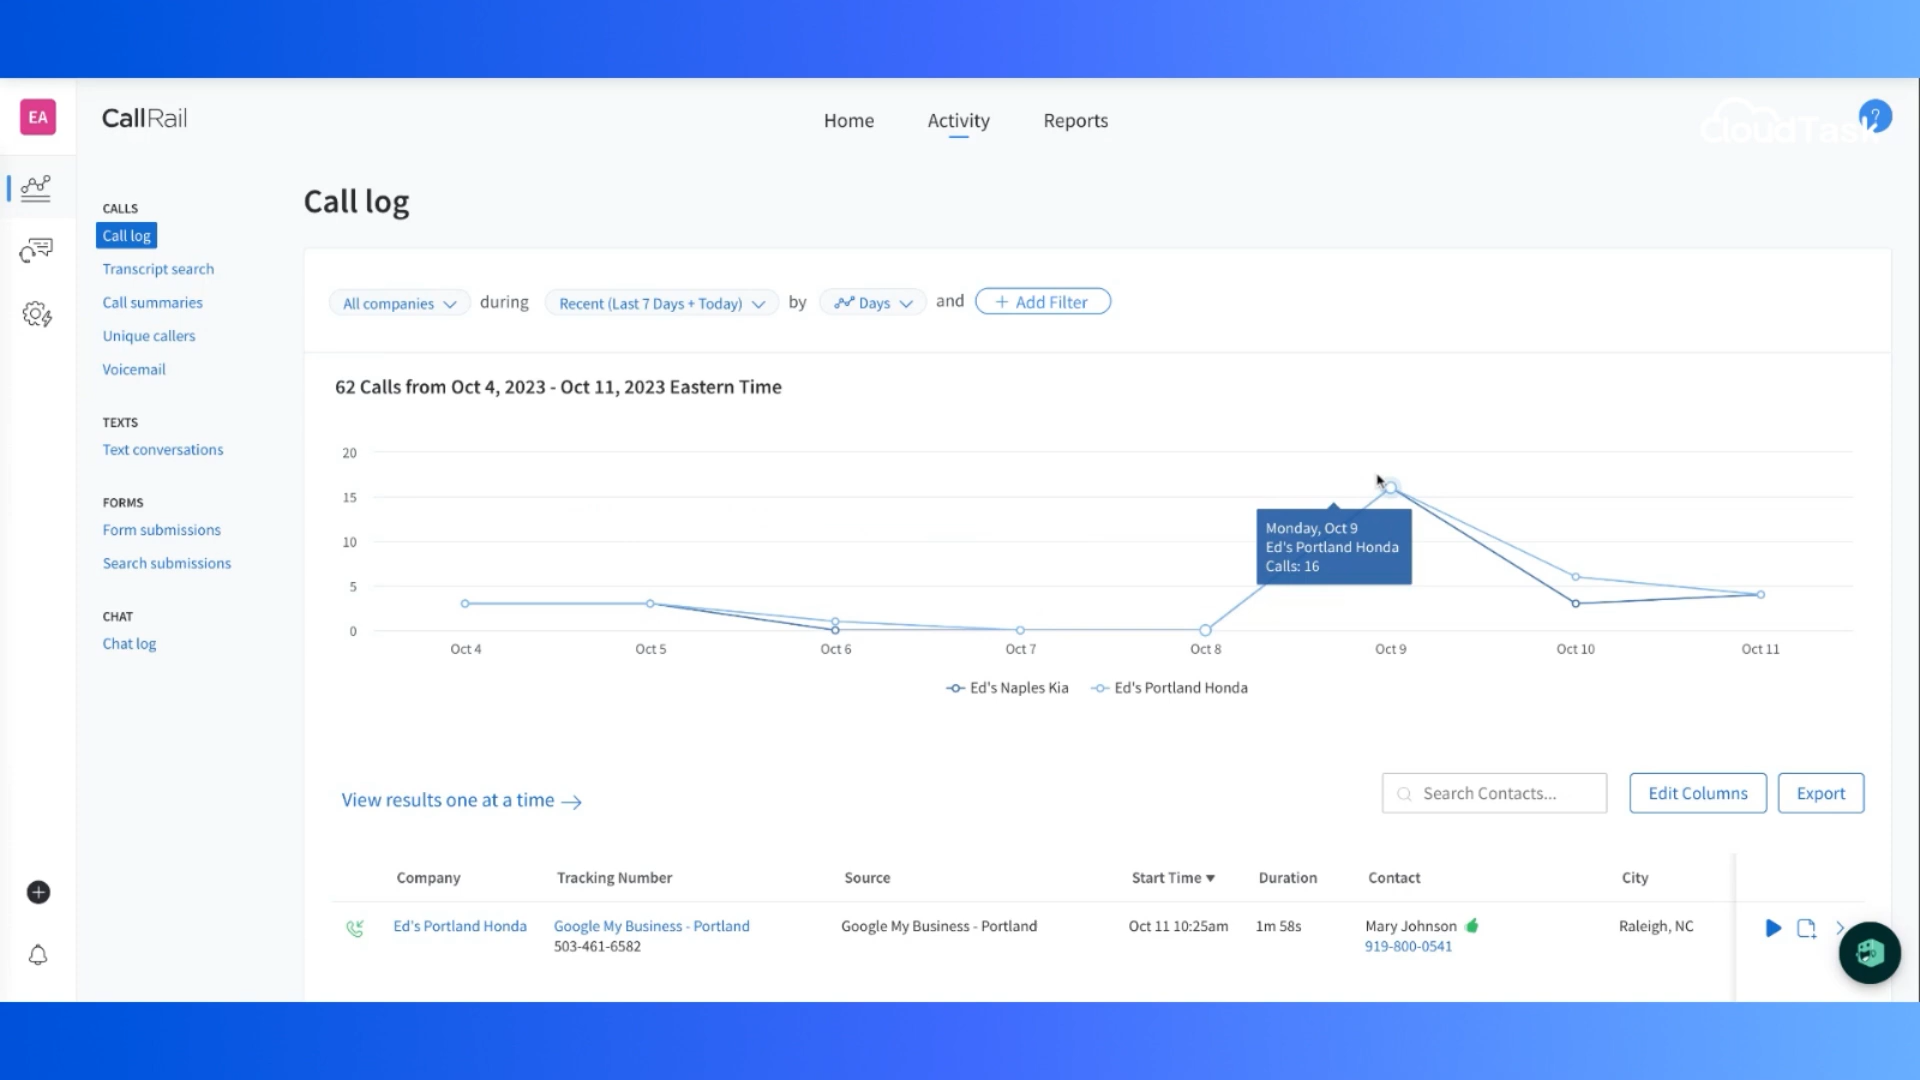 EA
CallRail
Home
Activity
Reports
CloudTask
?
CALLS
Call log
Transcript search
Call summaries
Unique callers
Voicemail
TEXTS
Text conversations
FORMS
Form submissions
Search submissions
CHAT
Chat log
Call log
All companies during Recent (Last 7 Days + Today) by Days and + Add Filter
62 Calls from Oct 4, 2023 - Oct 11, 2023 Eastern Time
20
15
10
5
0
Monday, Oct 9
Ed's Portland Honda
Calls: 16
Oct 4 Oct 5 Oct 6 Oct 7 Oct 8 Oct 9 Oct 10 Oct 11
Ed's Naples Kia Ed's Portland Honda
View results one at a time
Search Contacts...
Edit Columns
Export
Company Tracking Number Source Start Time Duration Contact City
Ed's Portland Honda Google My Business - Portland Google My Business - Portland Oct 11 10:25am 1m 58s Mary Johnson Raleigh, NC
503-461-6582 919-800-0541